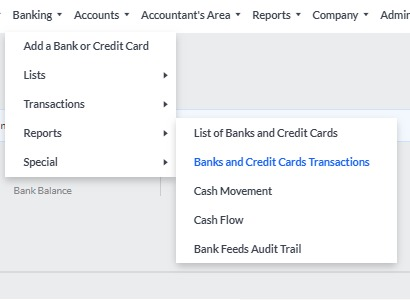 Banking Accounts Accountant's Area Reports Company Admin
Add a Bank or Credit Card
Lists
Transactions
Reports
Special
List of Banks and Credit Cards
Banks and Credit Cards Transactions
Cash Movement
Cash Flow
Bank Feeds Audit Trail
Bank Balance